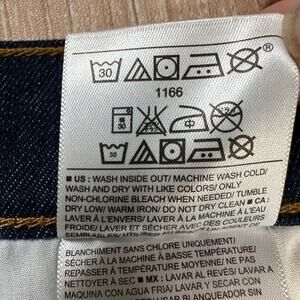 30 ®
1166
30
30
■ US: WASH INSIDE OUT/ MACHINE WASH COLD/
WASH AND DRY WITH LIKE COLORS/ ONLY
NON-CHLORINE BLEACH WHEN NEEDED/ TUMBLE
DRY LOW/ WARM IRON/ DO NOT DRY CLEAN ■ CA:
LAVER À L'ENVERS/ LAVER À LA MACHINE À EAU
FROIDE/ LAVER ET SÉCHER AVEC DES COULEURS
BLANCHIMENT SANS CHLORE UNIQUEMENT/
SÉCHER À LA MACHINE À BASSE TEMPÉRATURE/
REPASSER À TEMPÉRATURE MOYENNE/ NE PAS
NETTOYER À SEC ■ MX: LAVAR AL REVÉS/ LAVAR A
MAQUINA CON AGUA FRIA/ LAVAR Y SECAR CON